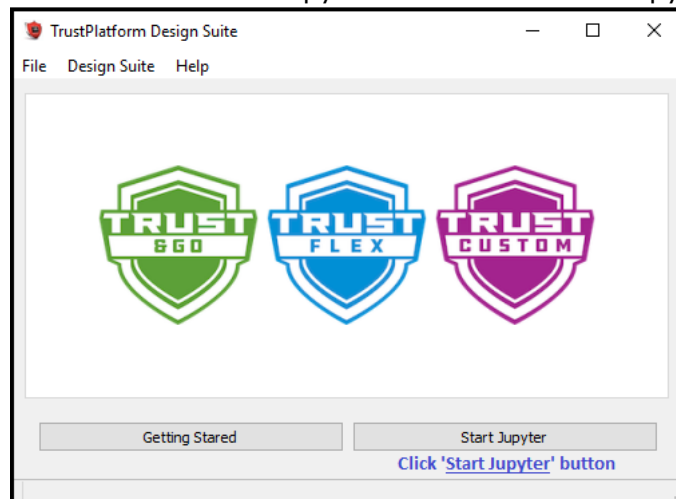 TrustPlatform Design Suite
File Design Suite Help
TRUST TRUST TRUST
&GO FLEX CUSTOM
Getting Stared Start Jupyter
Click 'Start Jupyter' button